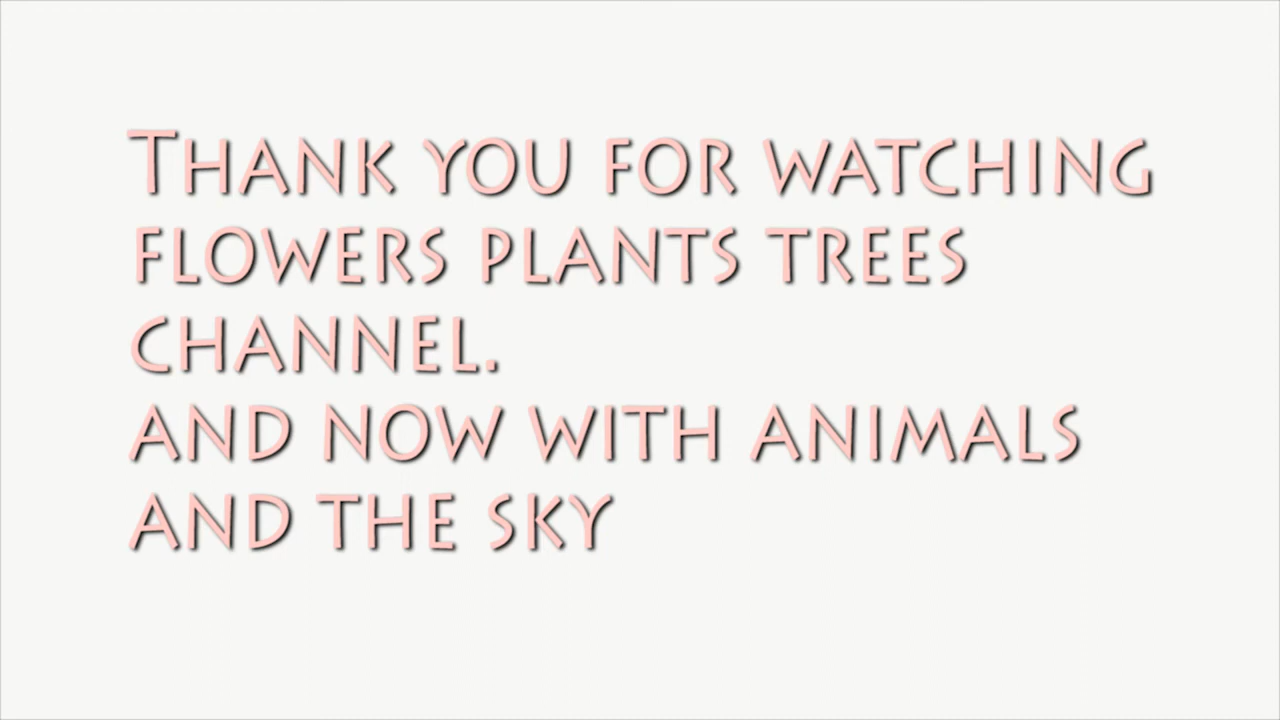 Thank you for watching
flowers plants trees
channel.
and now with animals
and the sky